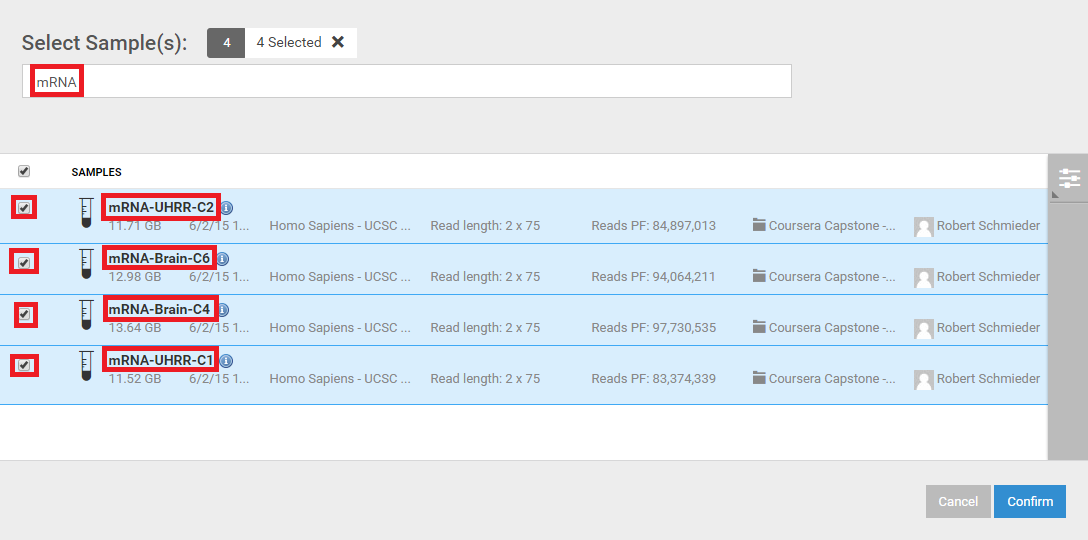 Select Sample(s): 4 4 Selected ✖
mRNA
SAMPLES
mRNA-UHRR-C2
11.71 GB 6/2/15 1... Homo Sapiens - UCSC ... Read length: 2 x 75 Reads PF: 84,897,013 Coursera Capstone -... Robert Schmieder
mRNA-Brain-C6
12.98 GB 6/2/15 1... Homo Sapiens - UCSC ... Read length: 2 x 75 Reads PF: 94,064,211 Coursera Capstone -... Robert Schmieder
mRNA-Brain-C4
13.64 GB 6/2/15 1... Homo Sapiens - UCSC ... Read length: 2 x 75 Reads PF: 97,730,535 Coursera Capstone -... Robert Schmieder
mRNA-UHRR-C1
11.52 GB 6/2/15 1... Homo Sapiens - UCSC ... Read length: 2 x 75 Reads PF: 83,374,339 Coursera Capstone -... Robert Schmieder
Cancel Confirm